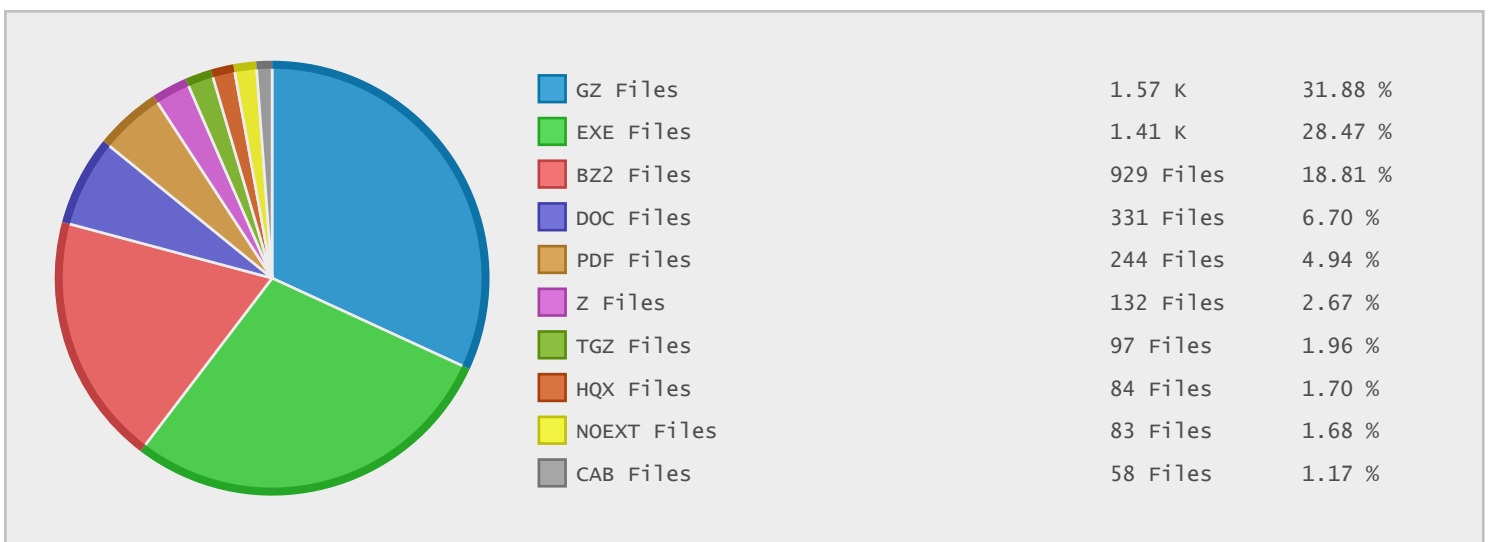 GZ Files 1.57 K 31.88 %
EXE Files 1.41 K 28.47 %
BZ2 Files 929 Files 18.81 %
DOC Files 331 Files 6.70 %
PDF Files 244 Files 4.94 %
Z Files 132 Files 2.67 %
TGZ Files 97 Files 1.96 %
HQX Files 84 Files 1.70 %
NOEXT Files 83 Files 1.68 %
CAB Files 58 Files 1.17 %